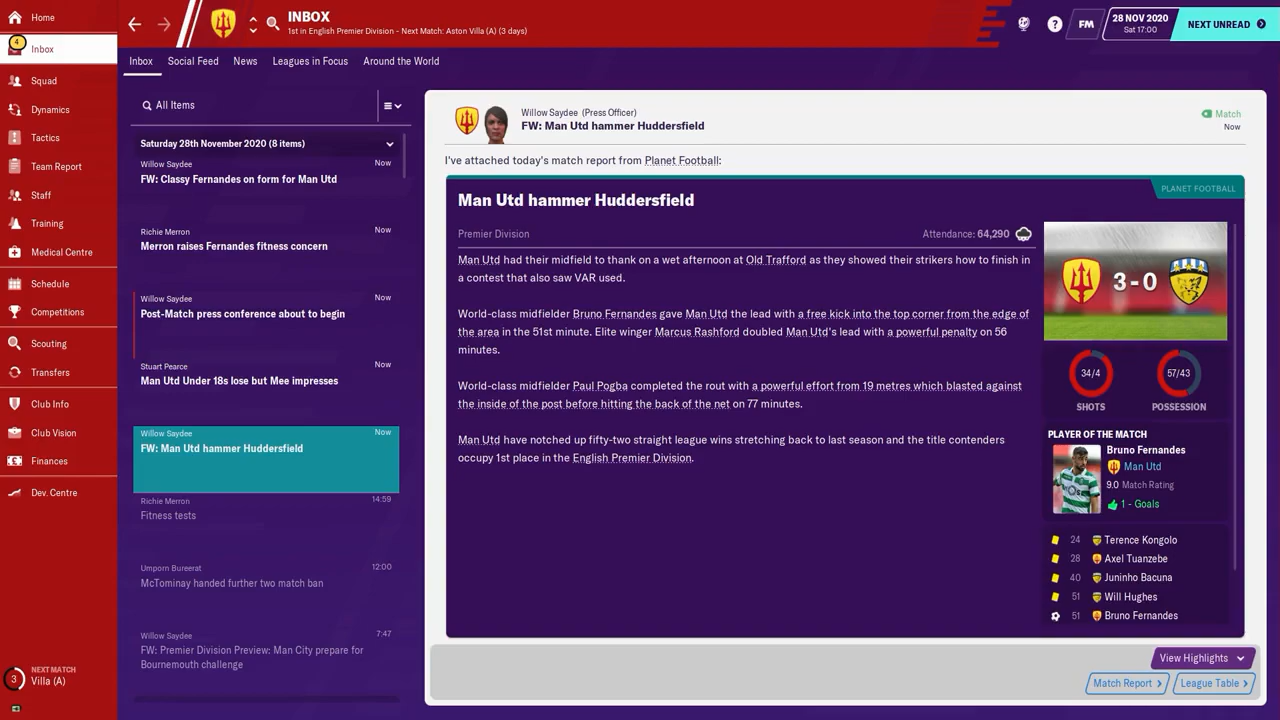 Home
4
Inbox
Squad
Dynamics
Tactics
Team Report
Staff
Training
Medical Centre
Schedule
Competitions
Scouting
Transfers
Club Info
Club Vision
Finances
Dev. Centre
3
NEXT MATCH
Villa (A)
INBOX
1st in English Premier Division - Next Match: Aston Villa (A) (3 days)
?
FM
28 NOV 2020
Sat 17:00
NEXT UNREAD
Inbox
Social Feed
News
Leagues in Focus
Around the World
All Items
Saturday 28th November 2020 (8 items)
Willow Saydee
Now
FW: Classy Fernandes on form for Man Utd
Richie Merron
Now
Merron raises Fernandes fitness concern
Willow Saydee
Now
Post-Match press conference about to begin
Stuart Pearce
Now
Man Utd Under 18s lose but Mee impresses
Willow Saydee
Now
FW: Man Utd hammer Huddersfield
Richie Merron
14:59
Fitness tests
Umporn Bureerat
12:00
McTominay handed further two match ban
Willow Saydee
7:47
FW: Premier Division Preview: Man City prepare for
Bournemouth challenge
Willow Saydee (Press Officer)
FW: Man Utd hammer Huddersfield
Match
Now
I've attached today's match report from Planet Football:
PLANET FOOTBALL
Man Utd hammer Huddersfield
Premier Division
Attendance: 64,290
Man Utd had their midfield to thank on a wet afternoon at Old Trafford as they showed their strikers how to finish in
a contest that also saw VAR used.
World-class midfielder Bruno Fernandes gave Man Utd the lead with a free kick into the top corner from the edge of
the area in the 51st minute. Elite winger Marcus Rashford doubled Man Utd's lead with a powerful penalty on 56
minutes.
World-class midfielder Paul Pogba completed the rout with a powerful effort from 19 metres which blasted against
the inside of the post before hitting the back of the net on 77 minutes.
Man Utd have notched up fifty-two straight league wins stretching back to last season and the title contenders
occupy 1st place in the English Premier Division.
3 - 0
34/4
SHOTS
57/43
POSSESSION
PLAYER OF THE MATCH
Bruno Fernandes
Man Utd
9.0 Match Rating
1 - Goals
24 Terence Kongolo
28 Axel Tuanzebe
40 Juninho Bacuna
51 Will Hughes
51 Bruno Fernandes
View Highlights
Match Report
League Table